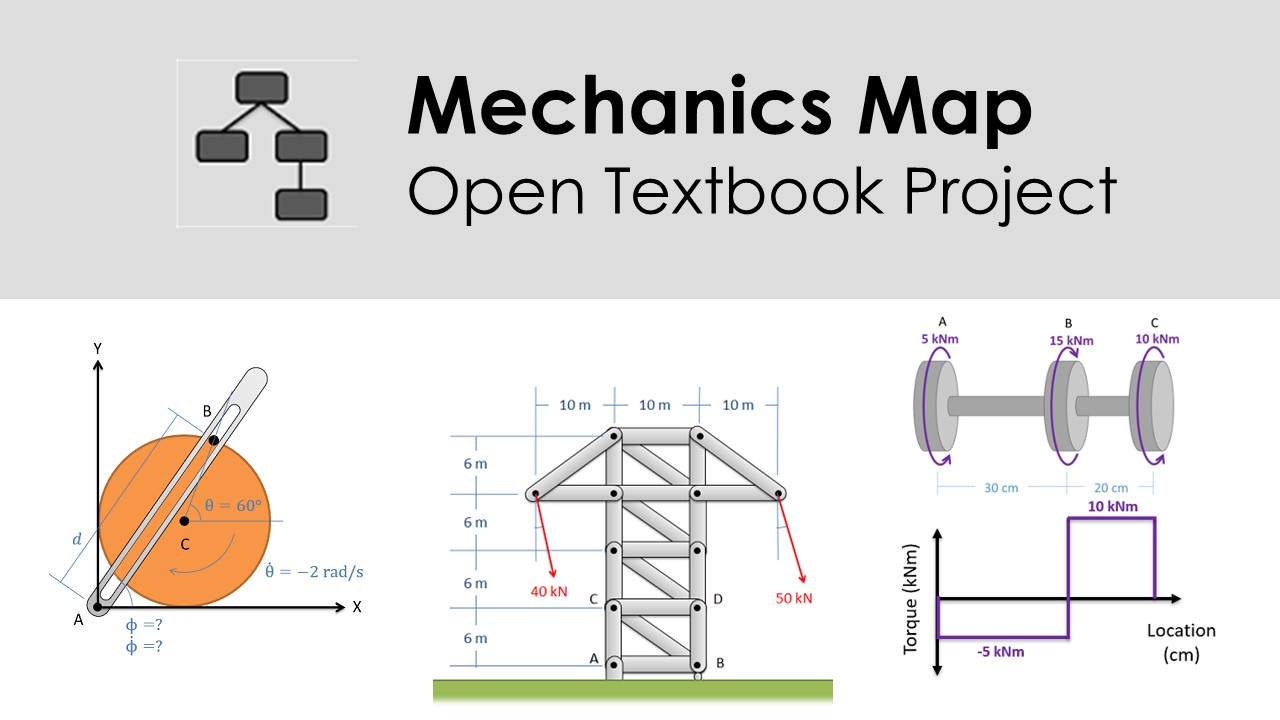 Mechanics Map
Open Textbook Project
Y
B
θ = 60°
C
d
θ̇ = −2 rad/s
A
X
ϕ =?
ϕ̇ =?
10 m
10 m
10 m
6 m
6 m
6 m
6 m
40 kN
50 kN
C
D
A
B
A
B
C
5 kNm
15 kNm
10 kNm
30 cm
20 cm
10 kNm
Torque (kNm)
-5 kNm
Location
(cm)